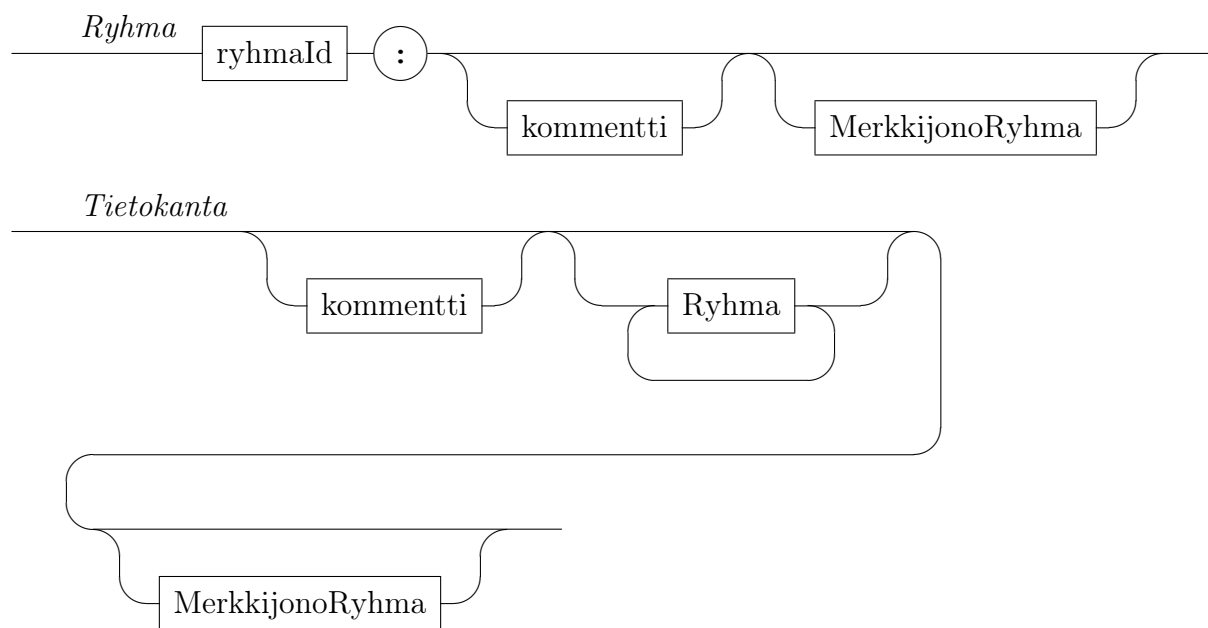 Ryhma
ryhmaId :
kommentti MerkkijonoRyhma
Tietokanta
kommentti Ryhma
MerkkijonoRyhma